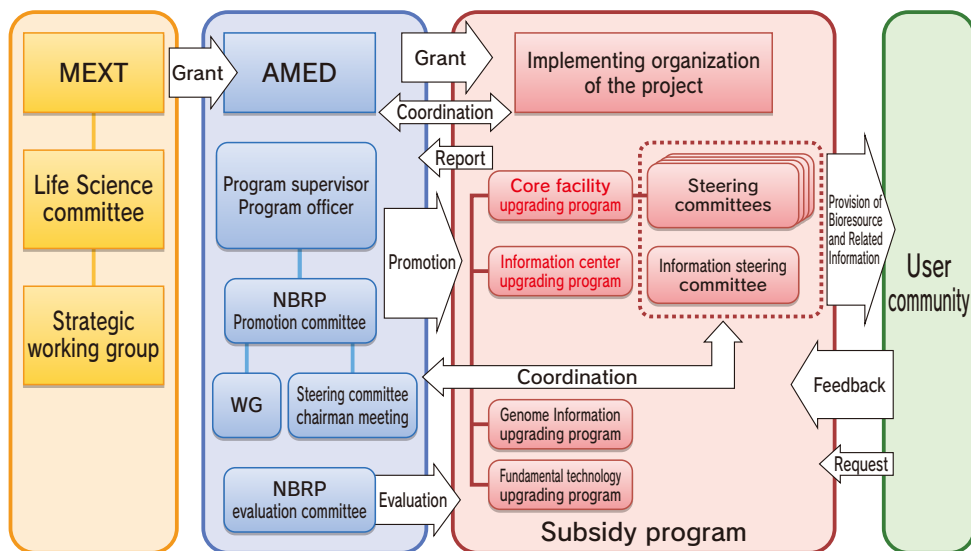 MEXT
Life Science
committee
Strategic
working group
Grant
AMED
Program supervisor
Program officer
NBRP
Promotion committee
WG
Steering committee
chairman meeting
NBRP
evaluation committee
Grant
Coordination
Report
Promotion
Coordination
Evaluation
Implementing organization
of the project
Core facility
upgrading program
Steering
committees
Information center
upgrading program
Information steering
committee
Genome Information
upgrading program
Fundamental technology
upgrading program
Subsidy program
Provision of
Bioresource
and Related
Information
Feedback
Request
User
community